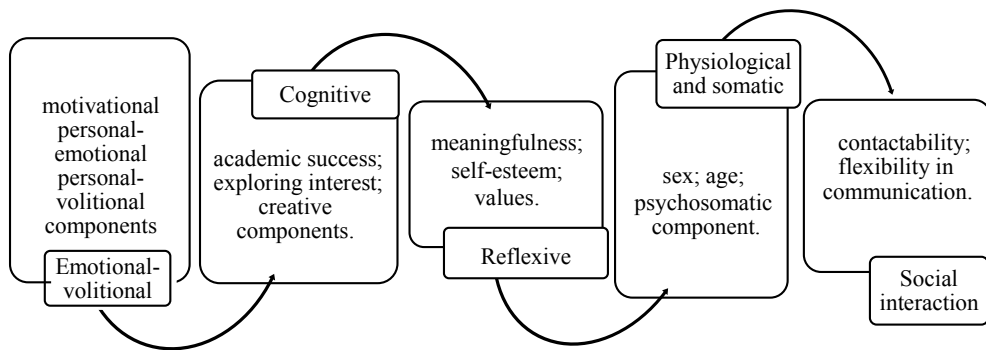 motivational
personal-
emotional
personal-
volitional
components
Emotional-
volitional
Cognitive
academic success;
exploring interest;
creative
components.
meaningfulness;
self-esteem;
values.
Reflexive
Physiological
and somatic
sex; age;
psychosomatic
component.
contactability;
flexibility in
communication.
Social
interaction